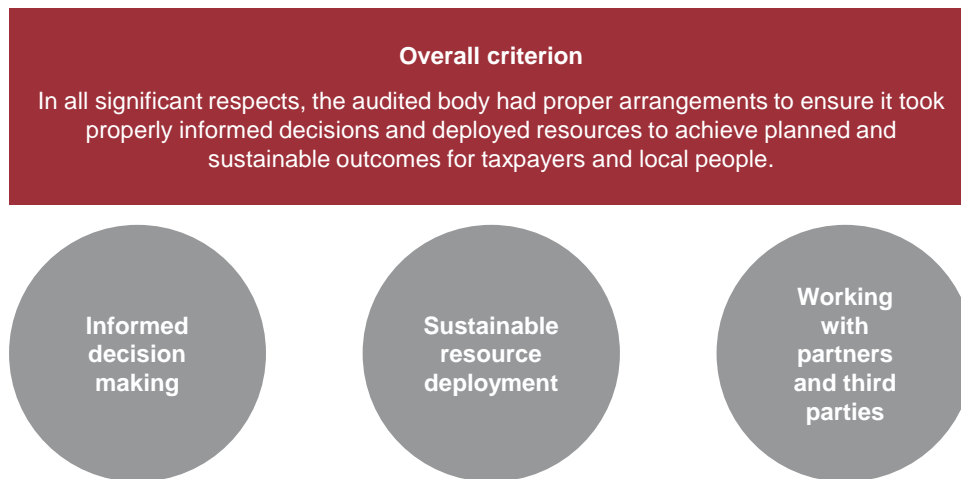 Overall criterion
In all significant respects, the audited body had proper arrangements to ensure it took
properly informed decisions and deployed resources to achieve planned and
sustainable outcomes for taxpayers and local people.
Informed
decision
making
Sustainable
resource
deployment
Working
with
partners
and third
parties